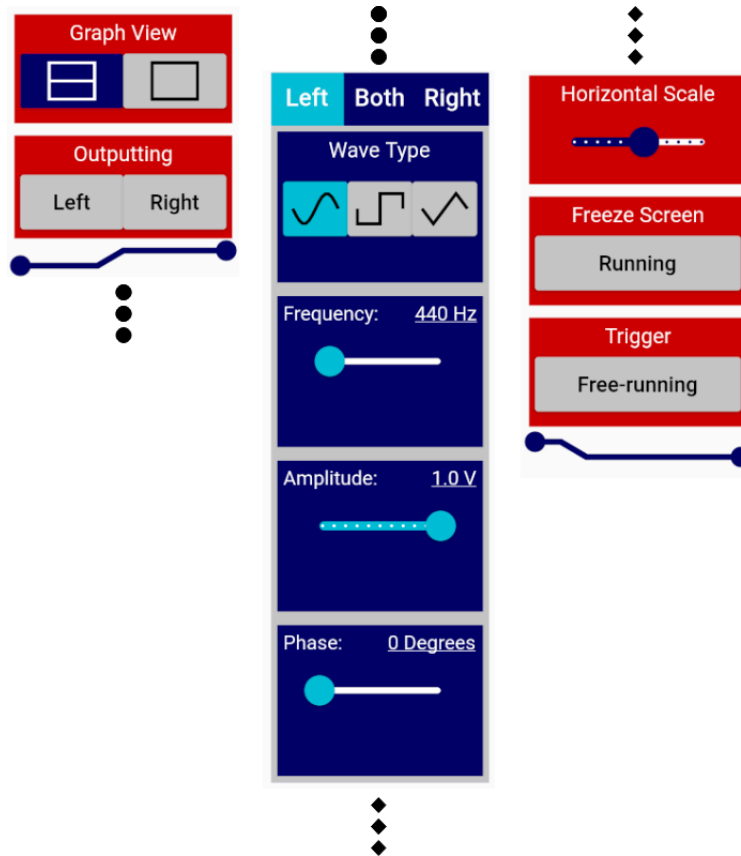 Graph View
Outputting
Left Right
Left Both Right
Wave Type
Frequency: 440 Hz
Amplitude: 1.0 V
Phase: 0 Degrees
Horizontal Scale
Freeze Screen
Running
Trigger
Free-running